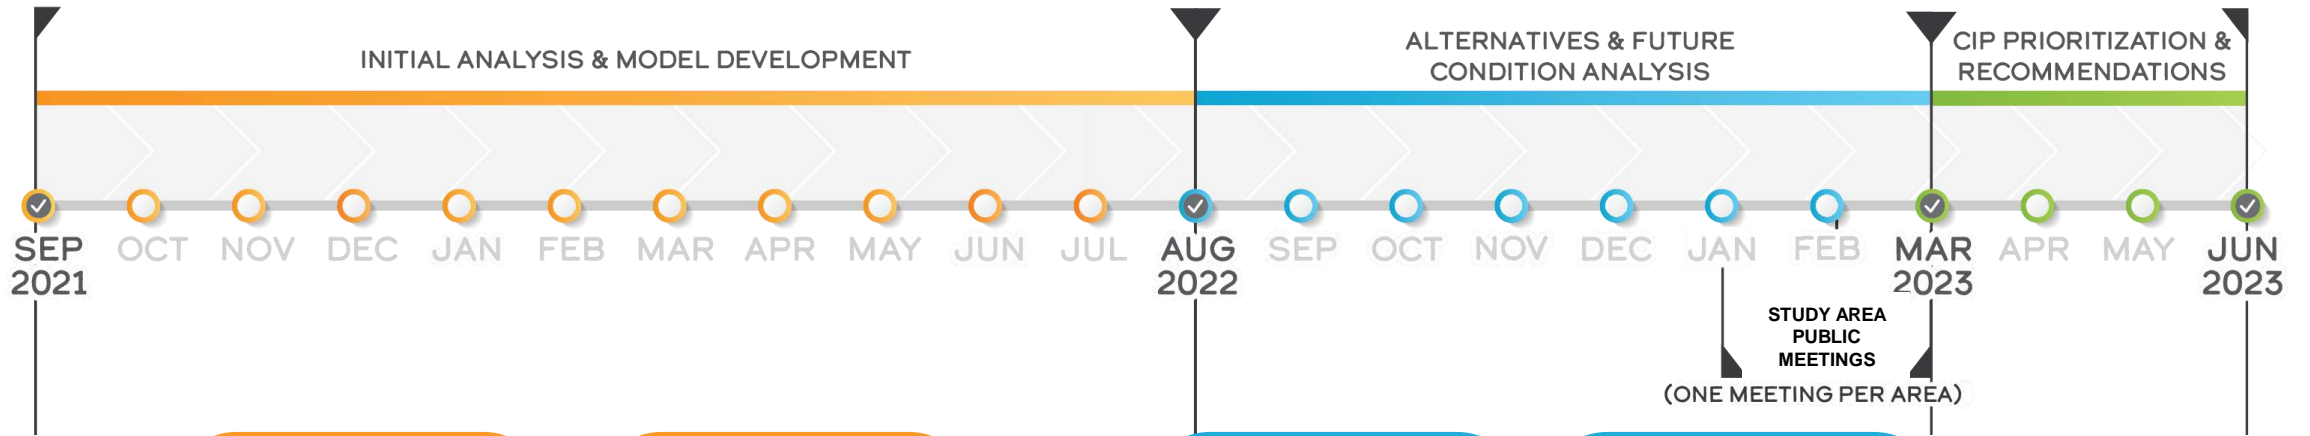 INITIAL ANALYSIS & MODEL DEVELOPMENT
ALTERNATIVES & FUTURE
CONDITION ANALYSIS
CIP PRIORITIZATION &
RECOMMENDATIONS
SEP OCT NOV DEC JAN FEB MAR APR MAY JUN JUL AUG SEP OCT NOV DEC JAN FEB MAR APR MAY JUN
2021 2022 2023 2023
STUDY AREA
PUBLIC
MEETINGS
(ONE MEETING PER AREA)